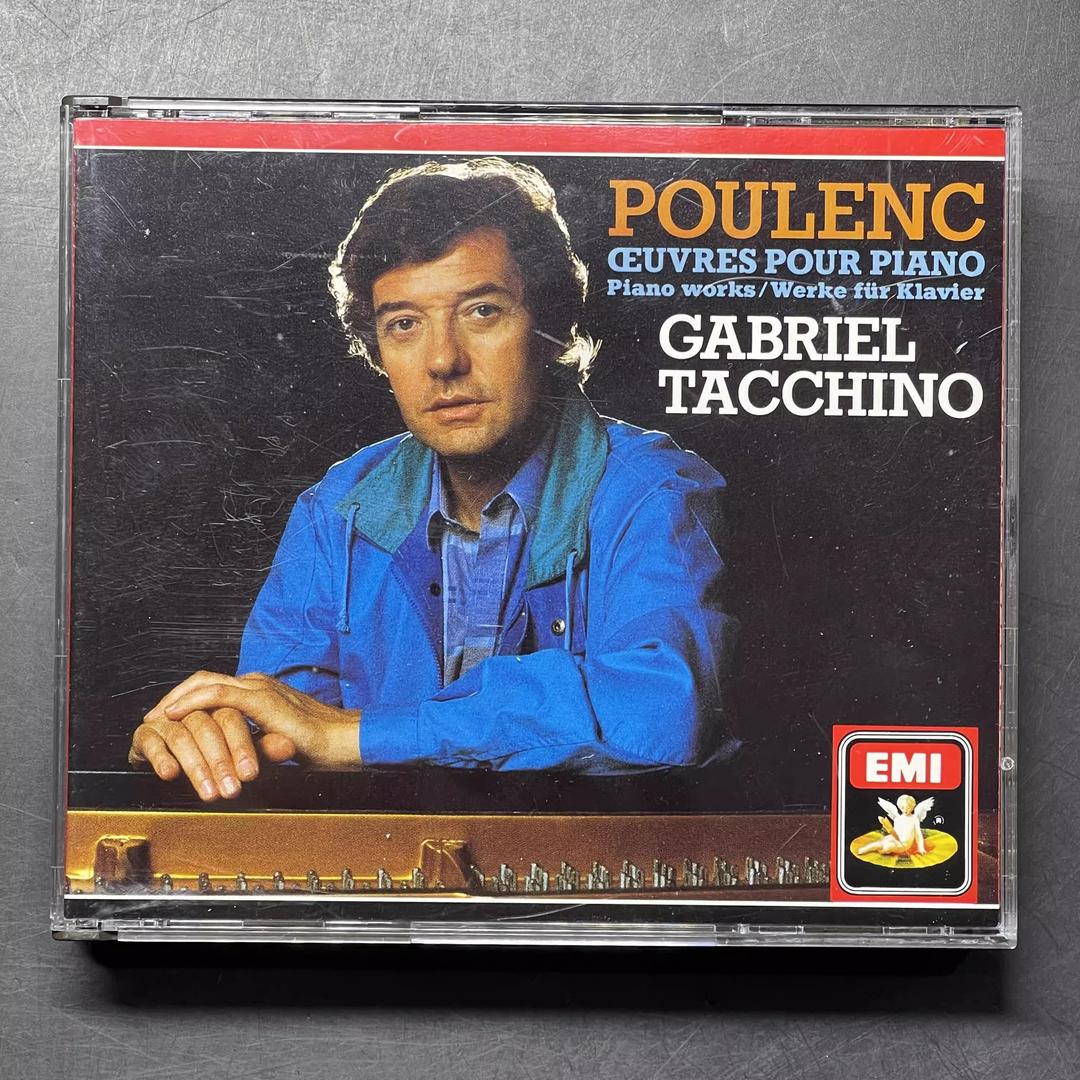 POULENC
ŒUVRES POUR PIANO
Piano works/Werke für Klavier
GABRIEL
TACCHINO
EMI